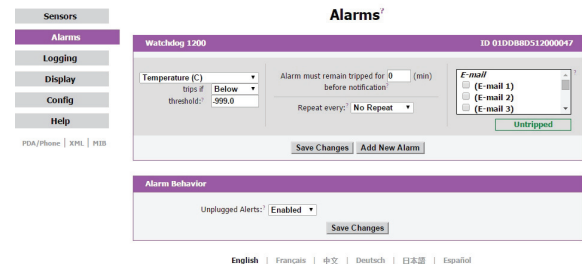 Sensors
Alarms
Logging
Display
Config
Help
PDA/Phone | XML | MIB
Alarms?
Watchdog 1200 ID 01DDB8D512000047
Temperature (C)
trips if Below
threshold:? -999.0
Alarm must remain tripped for 0 (min)
before notification?
Repeat every:? No Repeat
E-mail
(E-mail 1)
(E-mail 2)
(E-mail 3)
?
Untripped
Save Changes Add New Alarm
Alarm Behavior
Unplugged Alerts:? Enabled
Save Changes
English | Français | 中文 | Deutsch | 日本語 | Español